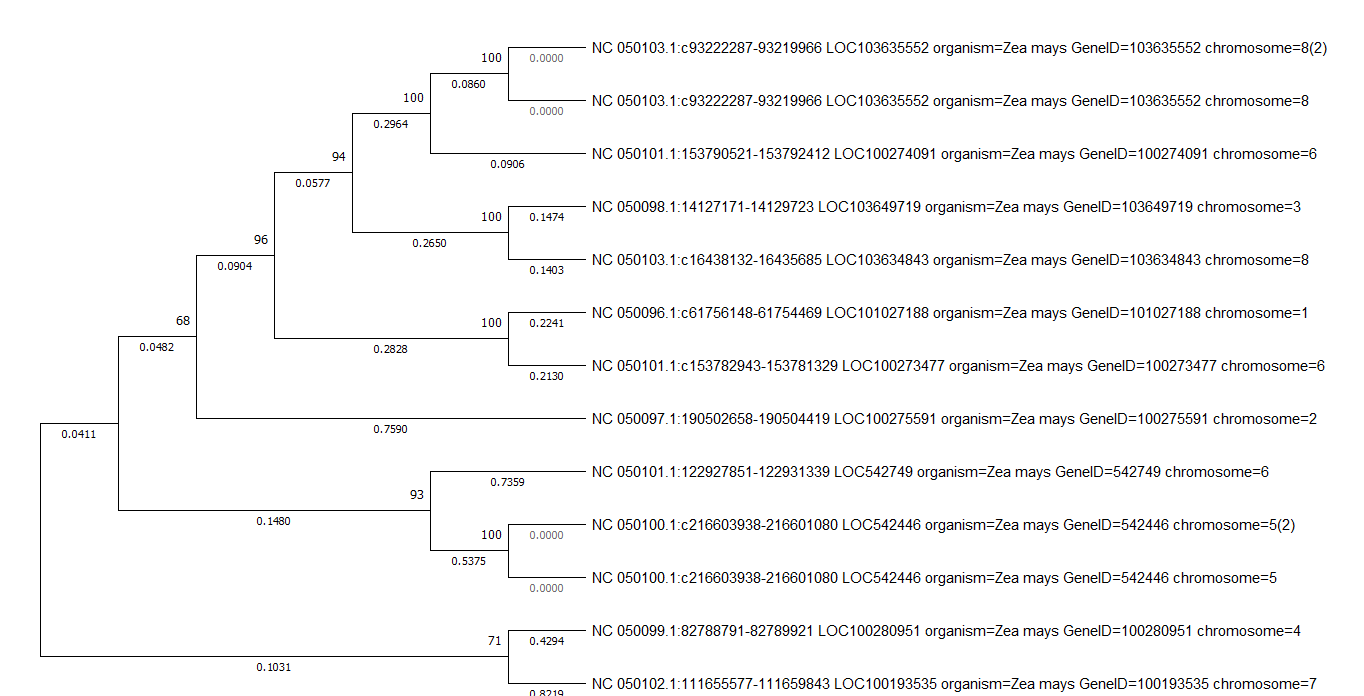 NC 050103.1:c93222287-93219966 LOC103635552 organism=Zea mays GeneID=103635552 chromosome=8(2)
100
0.0000
0.0860
100
NC 050103.1:c93222287-93219966 LOC103635552 organism=Zea mays GeneID=103635552 chromosome=8
0.0000
0.2964
94
NC 050101.1:153790521-153792412 LOC100274091 organism=Zea mays GeneID=100274091 chromosome=6
0.0906
0.0577
NC 050098.1:14127171-14129723 LOC103649719 organism=Zea mays GeneID=103649719 chromosome=3
100
0.1474
96
0.2650
NC 050103.1:c16438132-16435685 LOC103634843 organism=Zea mays GeneID=103634843 chromosome=8
0.0904
0.1403
NC 050096.1:c61756148-61754469 LOC101027188 organism=Zea mays GeneID=101027188 chromosome=1
68
100
0.2241
0.0482
0.2828
NC 050101.1:c153782943-153781329 LOC100273477 organism=Zea mays GeneID=100273477 chromosome=6
0.2130
NC 050097.1:190502658-190504419 LOC100275591 organism=Zea mays GeneID=100275591 chromosome=2
0.7590
0.0411
NC 050101.1:122927851-122931339 LOC542749 organism=Zea mays GeneID=542749 chromosome=6
0.7359
93
0.1480
NC 050100.1:c216603938-216601080 LOC542446 organism=Zea mays GeneID=542446 chromosome=5(2)
100
0.0000
0.5375
NC 050100.1:c216603938-216601080 LOC542446 organism=Zea mays GeneID=542446 chromosome=5
0.0000
NC 050099.1:82788791-82789921 LOC100280951 organism=Zea mays GeneID=100280951 chromosome=4
71
0.4294
0.1031
NC 050102.1:111655577-111659843 LOC100193535 organism=Zea mays GeneID=100193535 chromosome=7